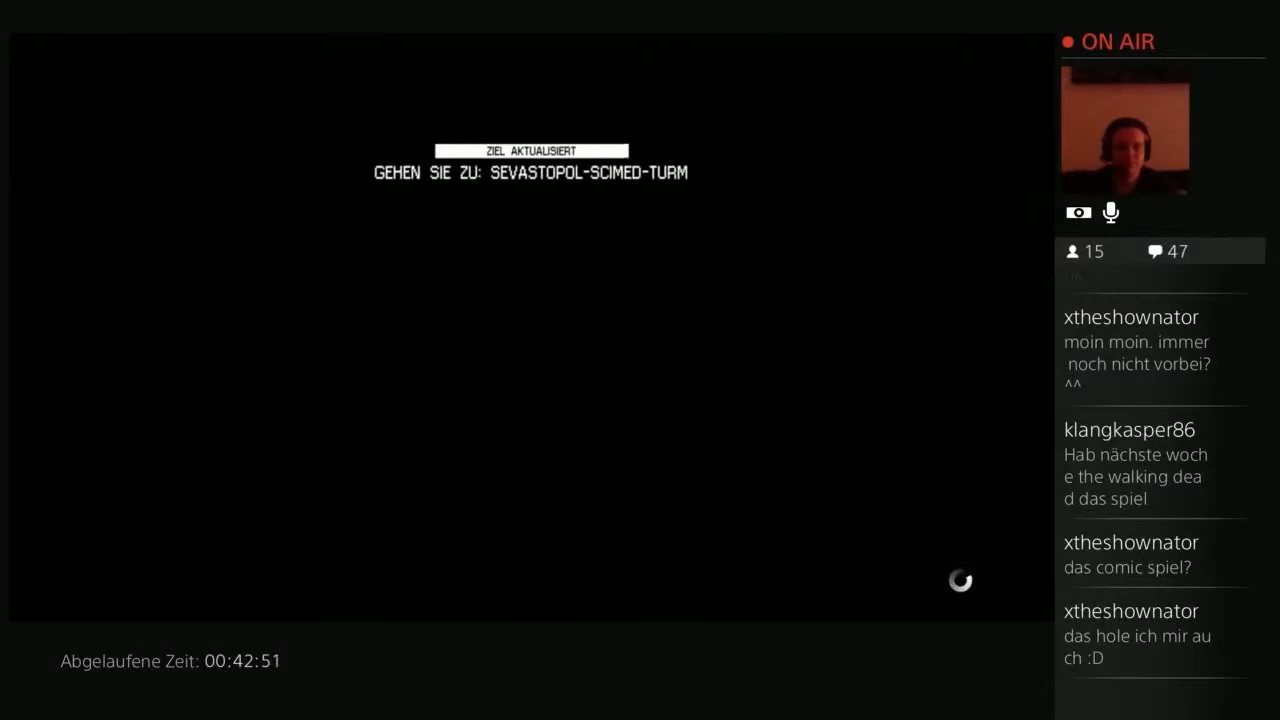 ZIEL AKTUALISIERT
GEHEN SIE ZU: SEVASTOPOL-SCIMED-TURM
Abgelaufene Zeit: 00:42:51
ON AIR
15 47
xtheshownator
moin moin. immer
noch nicht vorbei?
^^
klangkasper86
Hab nächste woch
e the walking dea
d das spiel
xtheshownator
das comic spiel?
xtheshownator
das hole ich mir au
ch :D